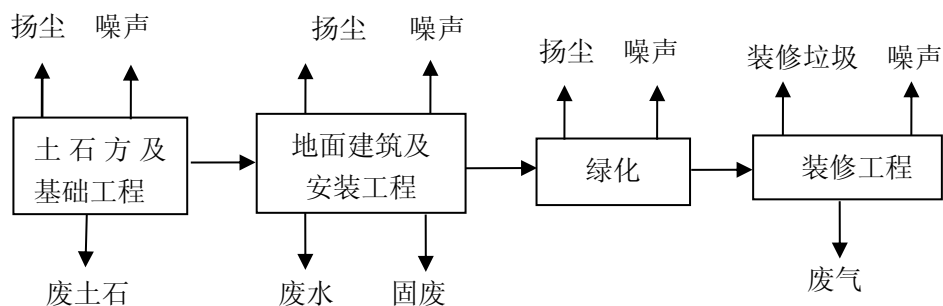 扬尘 噪声
扬尘 噪声
扬尘 噪声
装修垃圾 噪声
土石方及
基础工程
地面建筑及
安装工程
绿化
装修工程
废土石
废水 固废
废气